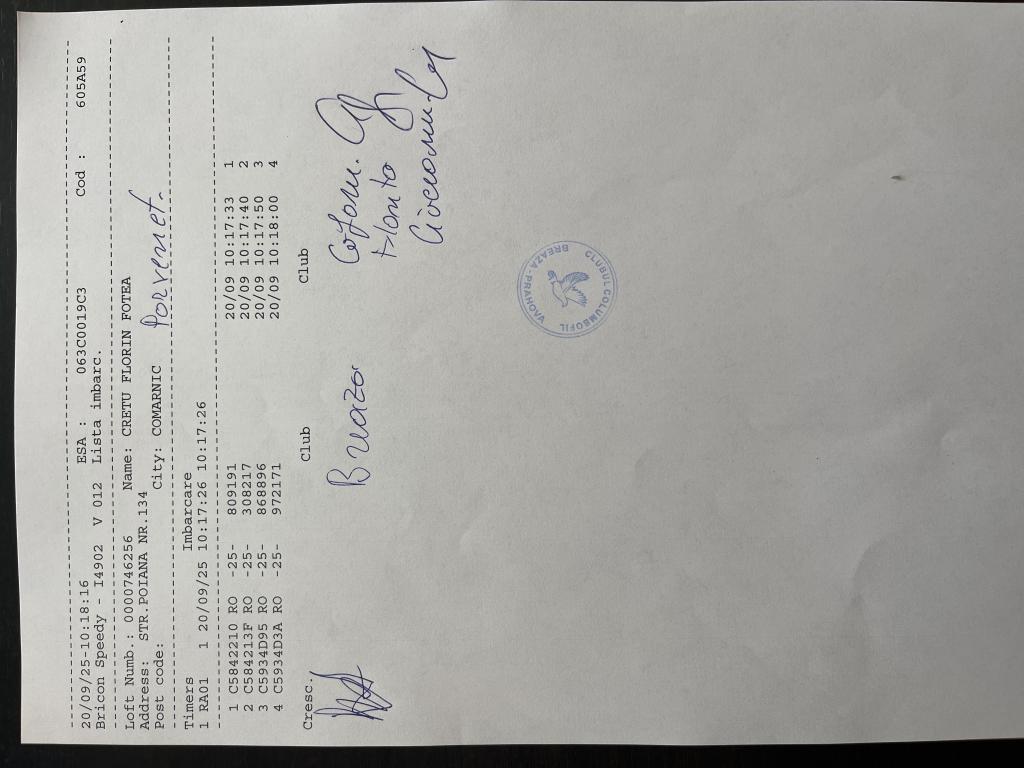 20/09/25-10:18:16 ESA : 063C0019C3 Cod : 605A59
Bricon Speedy - I4902 V 012 Lista imbarc.
Loft Numb.: 0000746256 Name: CRETU FLORIN FOTEA
Address: STR.POIANA NR.134
Post code: City: COMARNIC
Timers Imbarcare
1 RA01 1 20/09/25 10:17:26 10:17:26
1 C5842210 RO -25- 809191 20/09 10:17:33 1
2 C584213F RO -25- 308217 20/09 10:17:40 2
3 C5934D95 RO -25- 868896 20/09 10:17:50 3
4 C5934D3A RO -25- 972171 20/09 10:18:00 4
Cresc. Club Club
CLUBUL COLUMBOFIL
BREAZA-PRAHOVA